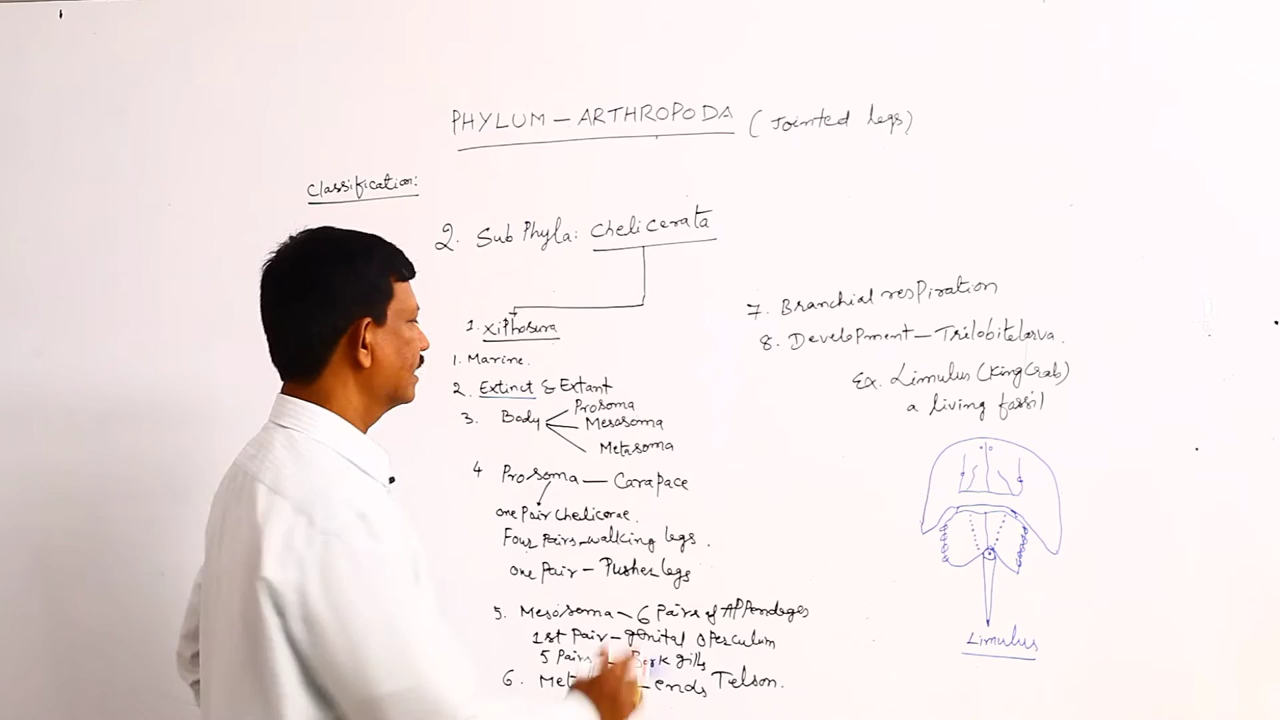 PHYLUM – ARTHROPODA (Jointed legs)
Classification:
2. Sub Phyla: Chelicerata
1. Xiphosura
1. Marine.
2. Extinct & Extant
3. Body Prosoma
Mesosoma
Metasoma
4 Prosoma — Carapace
one Pair chelicerae.
Four Pairs – walking legs.
one Pair – Pusher legs
5. Mesosoma – 6 Pairs of Appendages
1st Pair – genital operculum
5 Pairs gills
6. ends Telson.
7. Branchial respiration
8. Development – Trilobite larva.
Ex. Limulus (King Crab)
a living fossil
Limulus